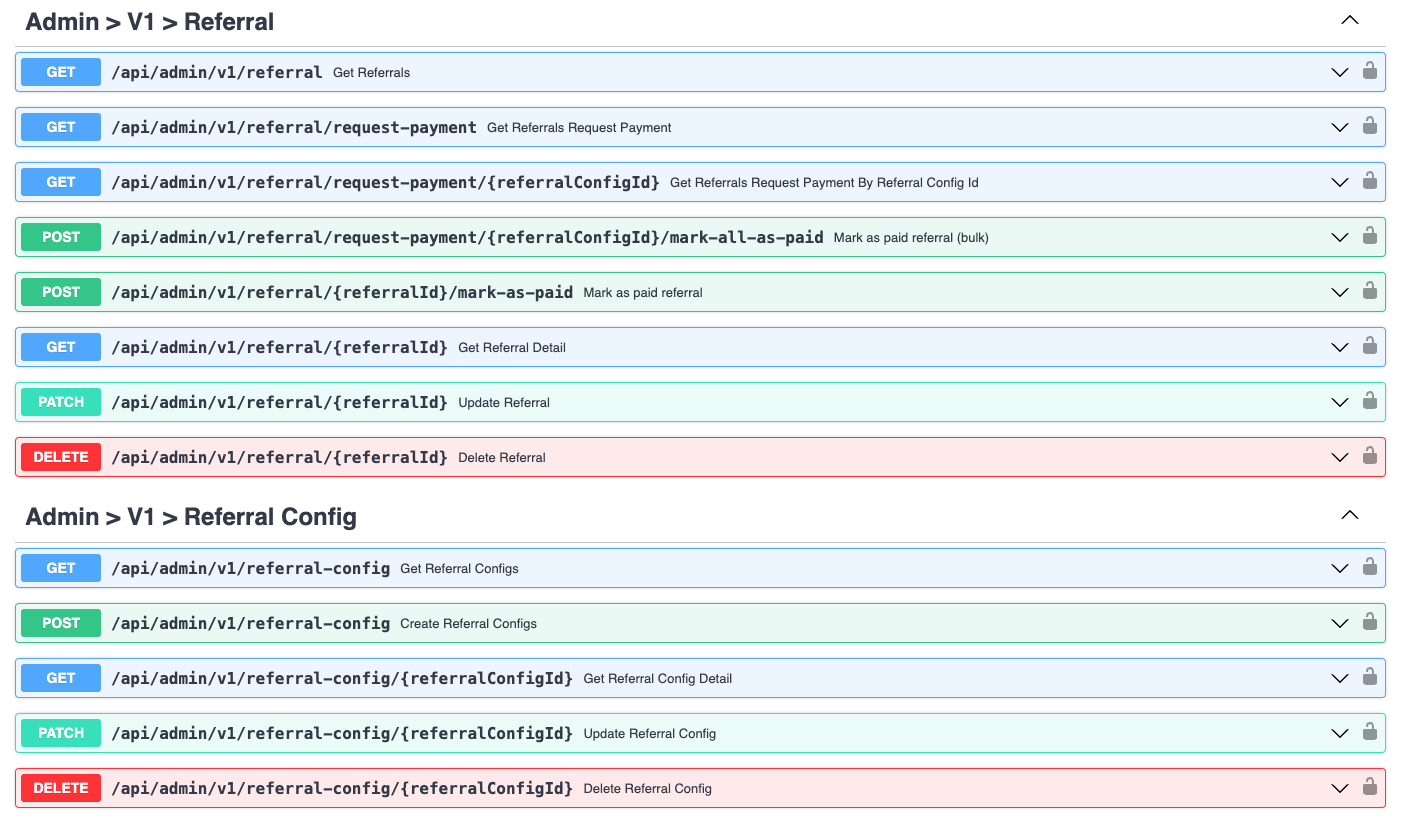 Admin > V1 > Referral
GET /api/admin/v1/referral Get Referrals
GET /api/admin/v1/referral/request-payment Get Referrals Request Payment
GET /api/admin/v1/referral/request-payment/{referralConfigId} Get Referrals Request Payment By Referral Config Id
POST /api/admin/v1/referral/request-payment/{referralConfigId}/mark-all-as-paid Mark as paid referral (bulk)
POST /api/admin/v1/referral/{referralId}/mark-as-paid Mark as paid referral
GET /api/admin/v1/referral/{referralId} Get Referral Detail
PATCH /api/admin/v1/referral/{referralId} Update Referral
DELETE /api/admin/v1/referral/{referralId} Delete Referral
Admin > V1 > Referral Config
GET /api/admin/v1/referral-config Get Referral Configs
POST /api/admin/v1/referral-config Create Referral Configs
GET /api/admin/v1/referral-config/{referralConfigId} Get Referral Config Detail
PATCH /api/admin/v1/referral-config/{referralConfigId} Update Referral Config
DELETE /api/admin/v1/referral-config/{referralConfigId} Delete Referral Config